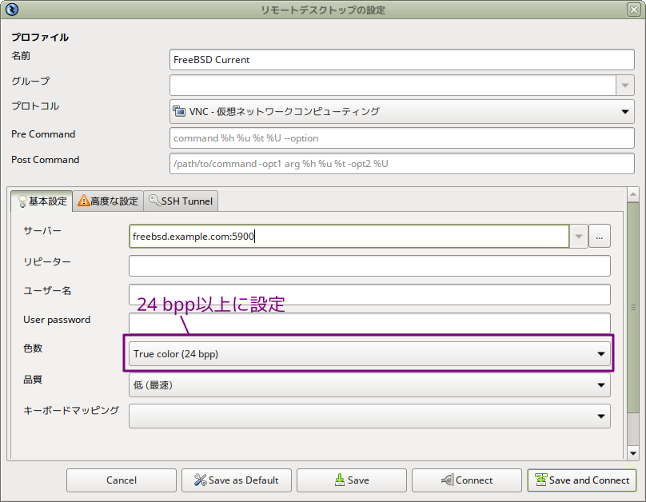 リモートデスクトップの設定
プロファイル
名前 FreeBSD Current
グループ
プロトコル VNC - 仮想ネットワークコンピューティング
Pre Command command %h %u %t %U --option
Post Command /path/to/command -opt1 arg %h %u %t -opt2 %U
基本設定 高度な設定 SSH Tunnel
サーバー freebsd.example.com:5900 ...
リピーター
ユーザー名
24 bpp以上に設定
User password
色数 True color (24 bpp)
品質 低 (最速)
キーボードマッピング
Cancel Save as Default Save Connect Save and Connect